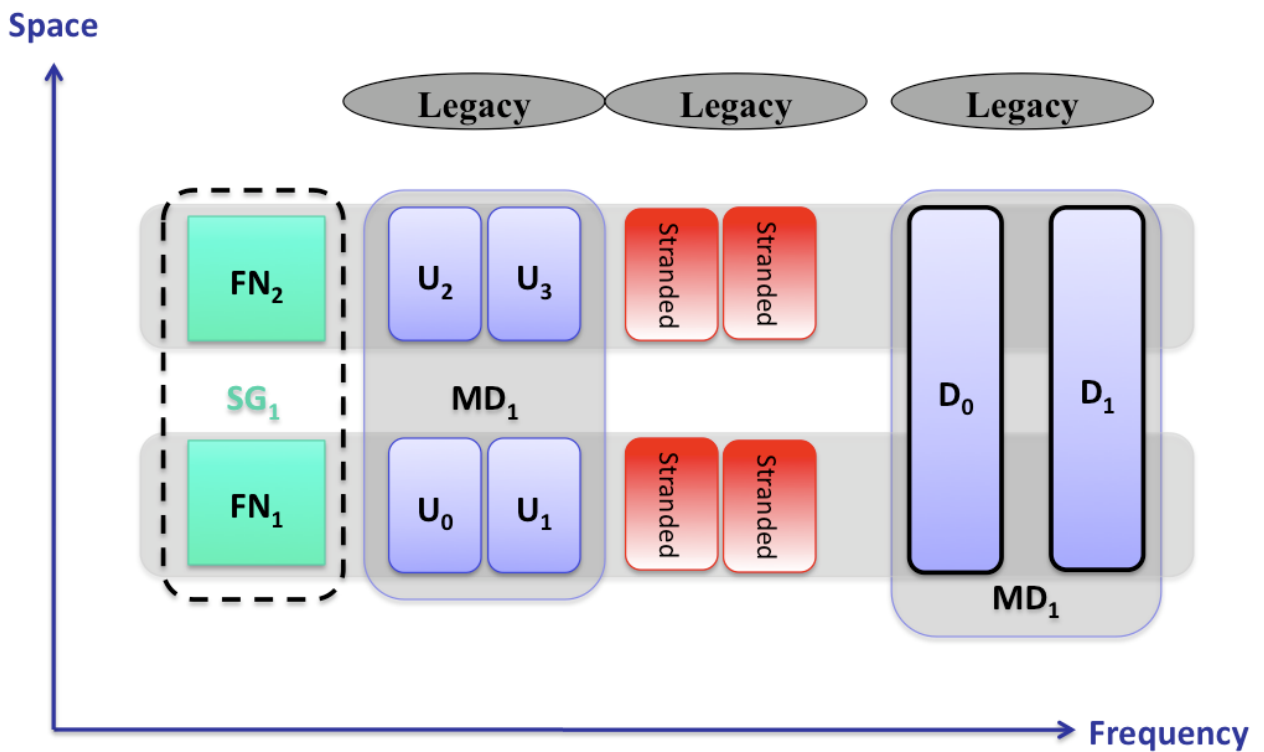 Space
Legacy Legacy Legacy
FN₂ U₂ U₃ Stranded Stranded
SG₁ MD₁ D₀ D₁
FN₁ U₀ U₁ Stranded Stranded
MD₁
Frequency